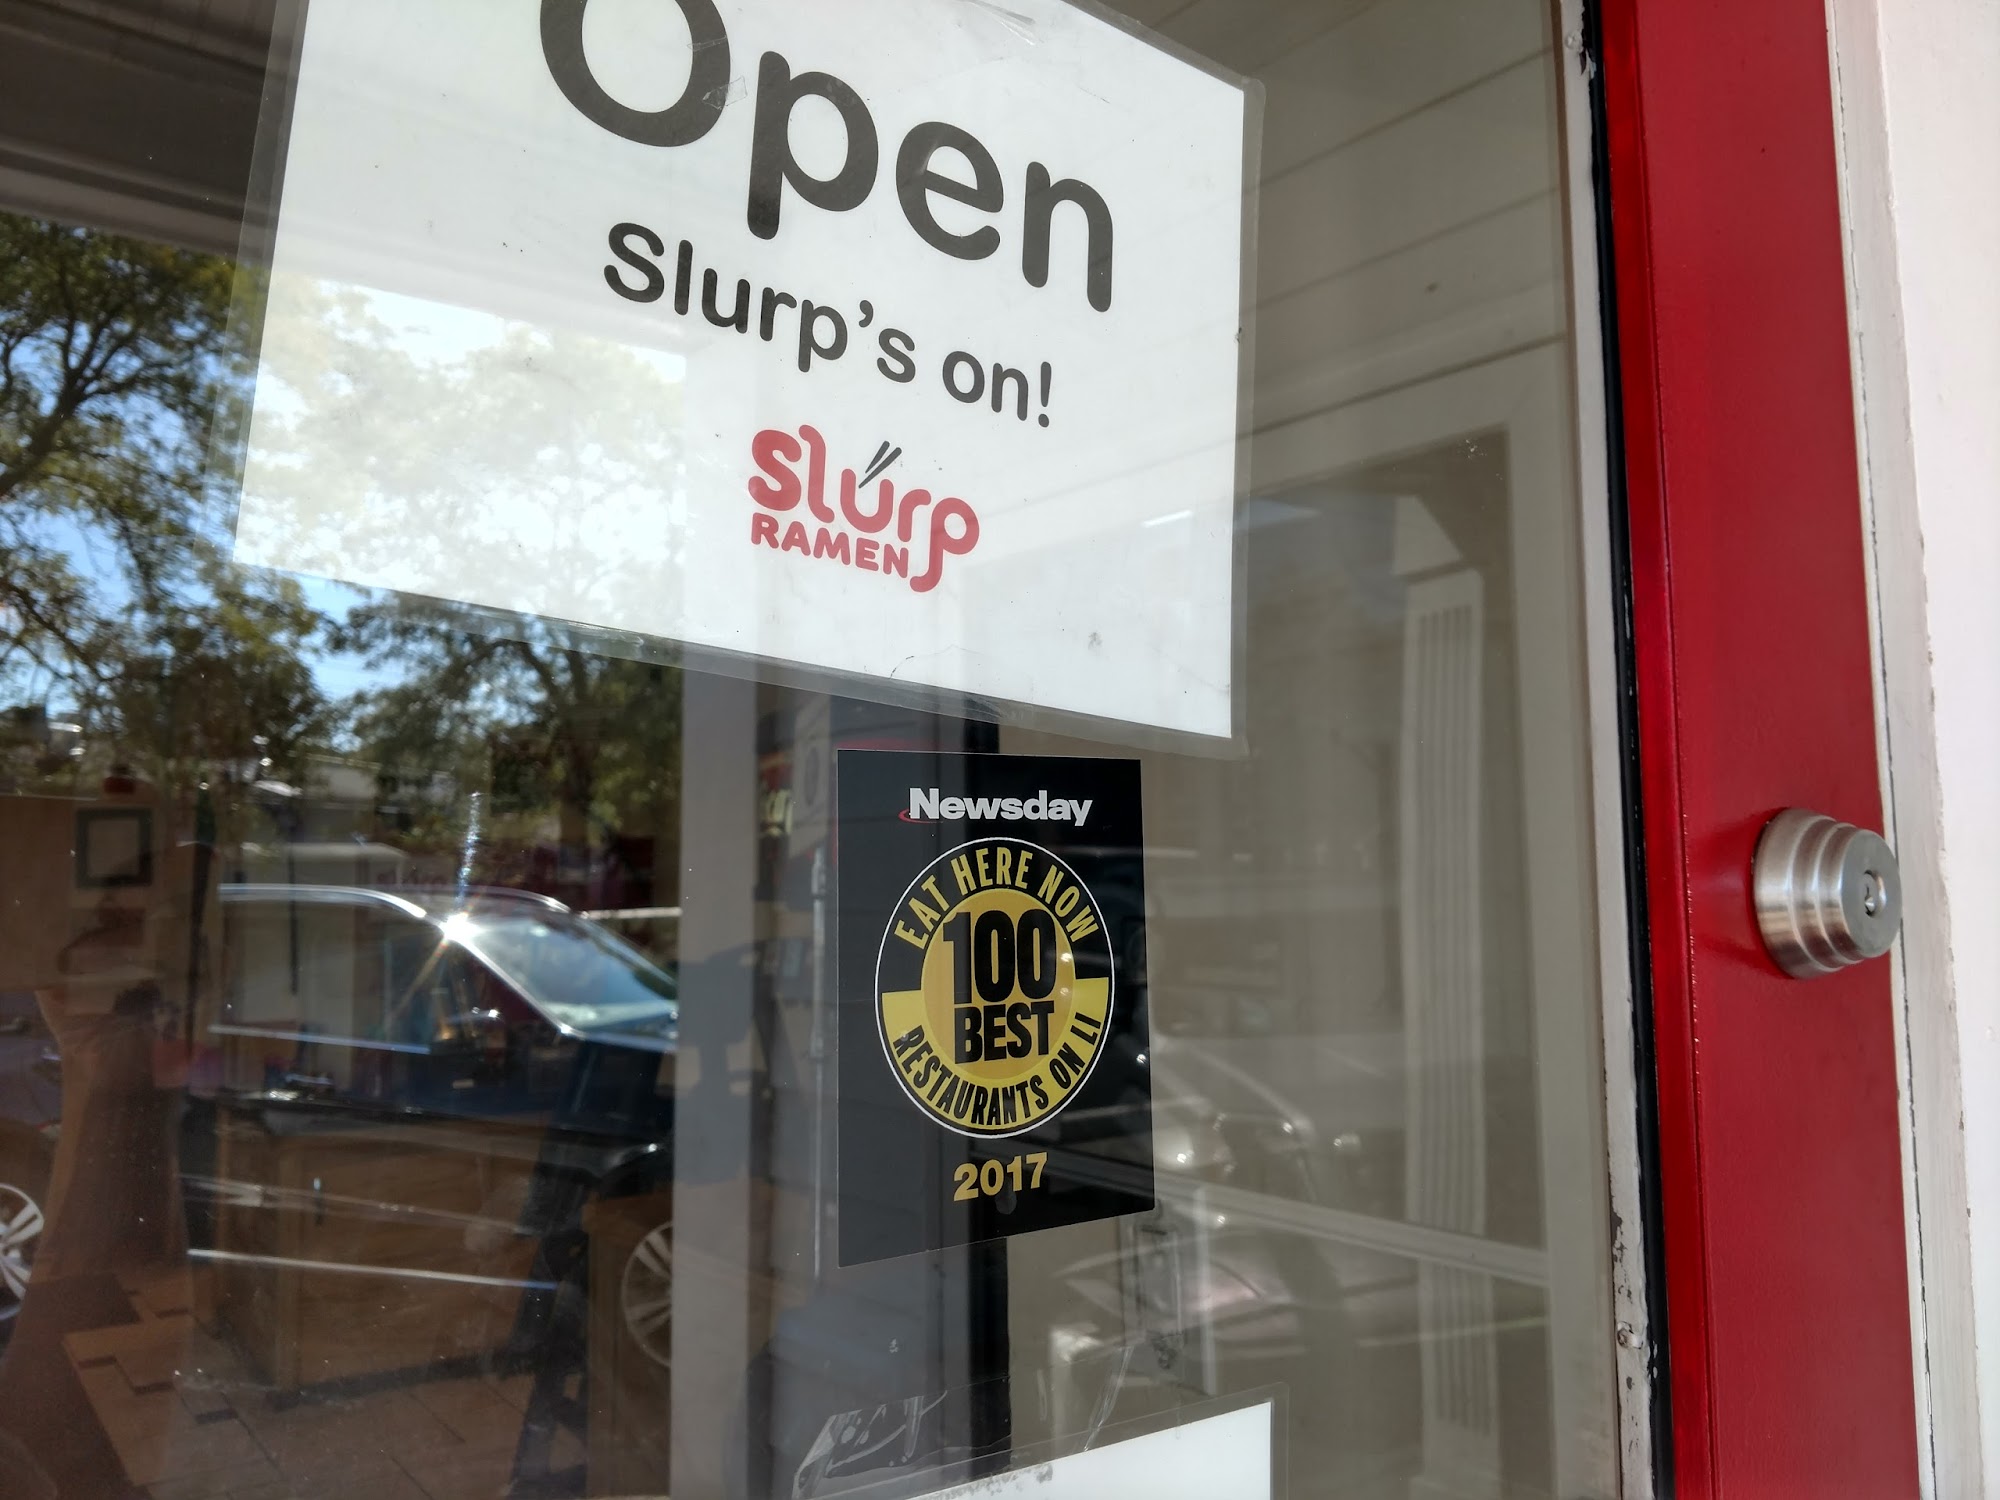 Open
Slurp's on!
Slurp
RAMEN
Newsday
EAT HERE NOW
100
BEST
RESTAURANTS ON LI
2017